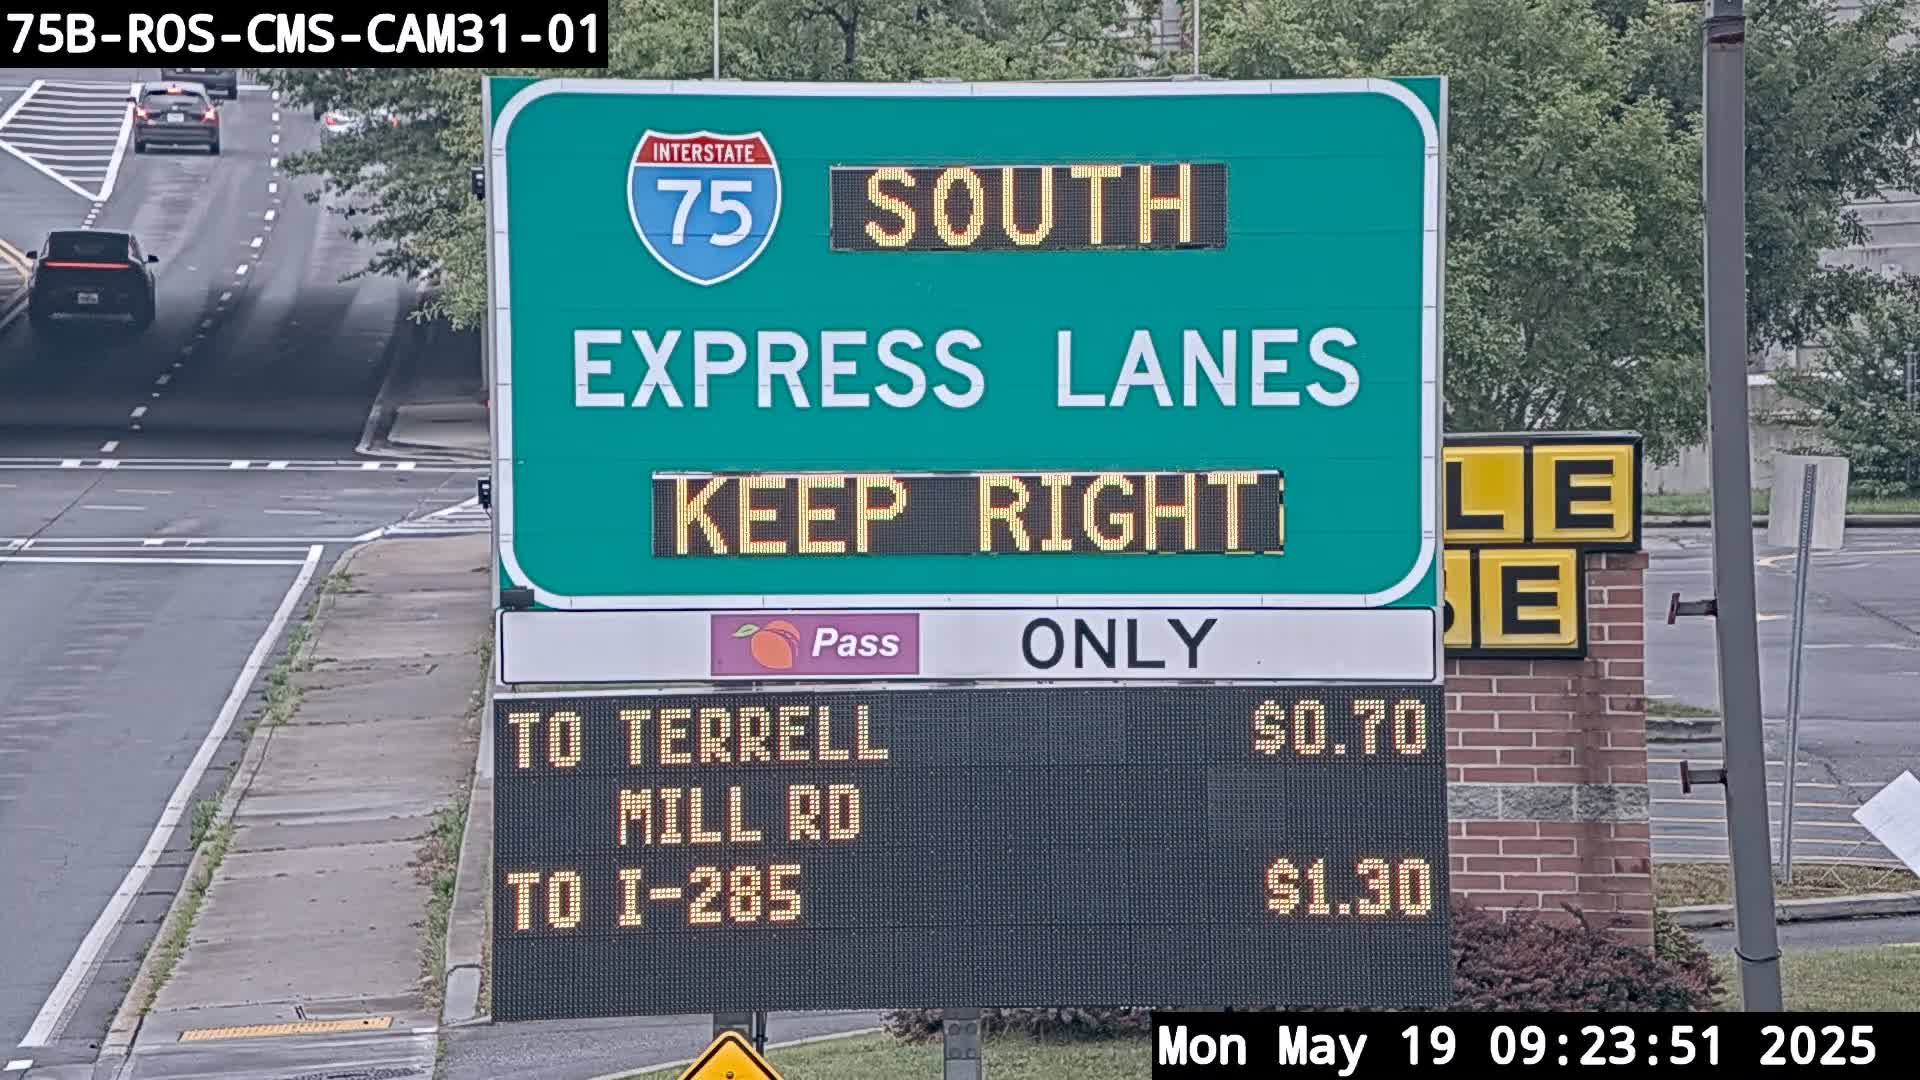 75B-ROS-CMS-CAM31-01
INTERSTATE
75
SOUTH
EXPRESS LANES
KEEP RIGHT
Pass ONLY
LE
E
TO TERRELL $0.70
MILL RD
TO I-285 $1.30
Mon May 19 09:23:51 2025